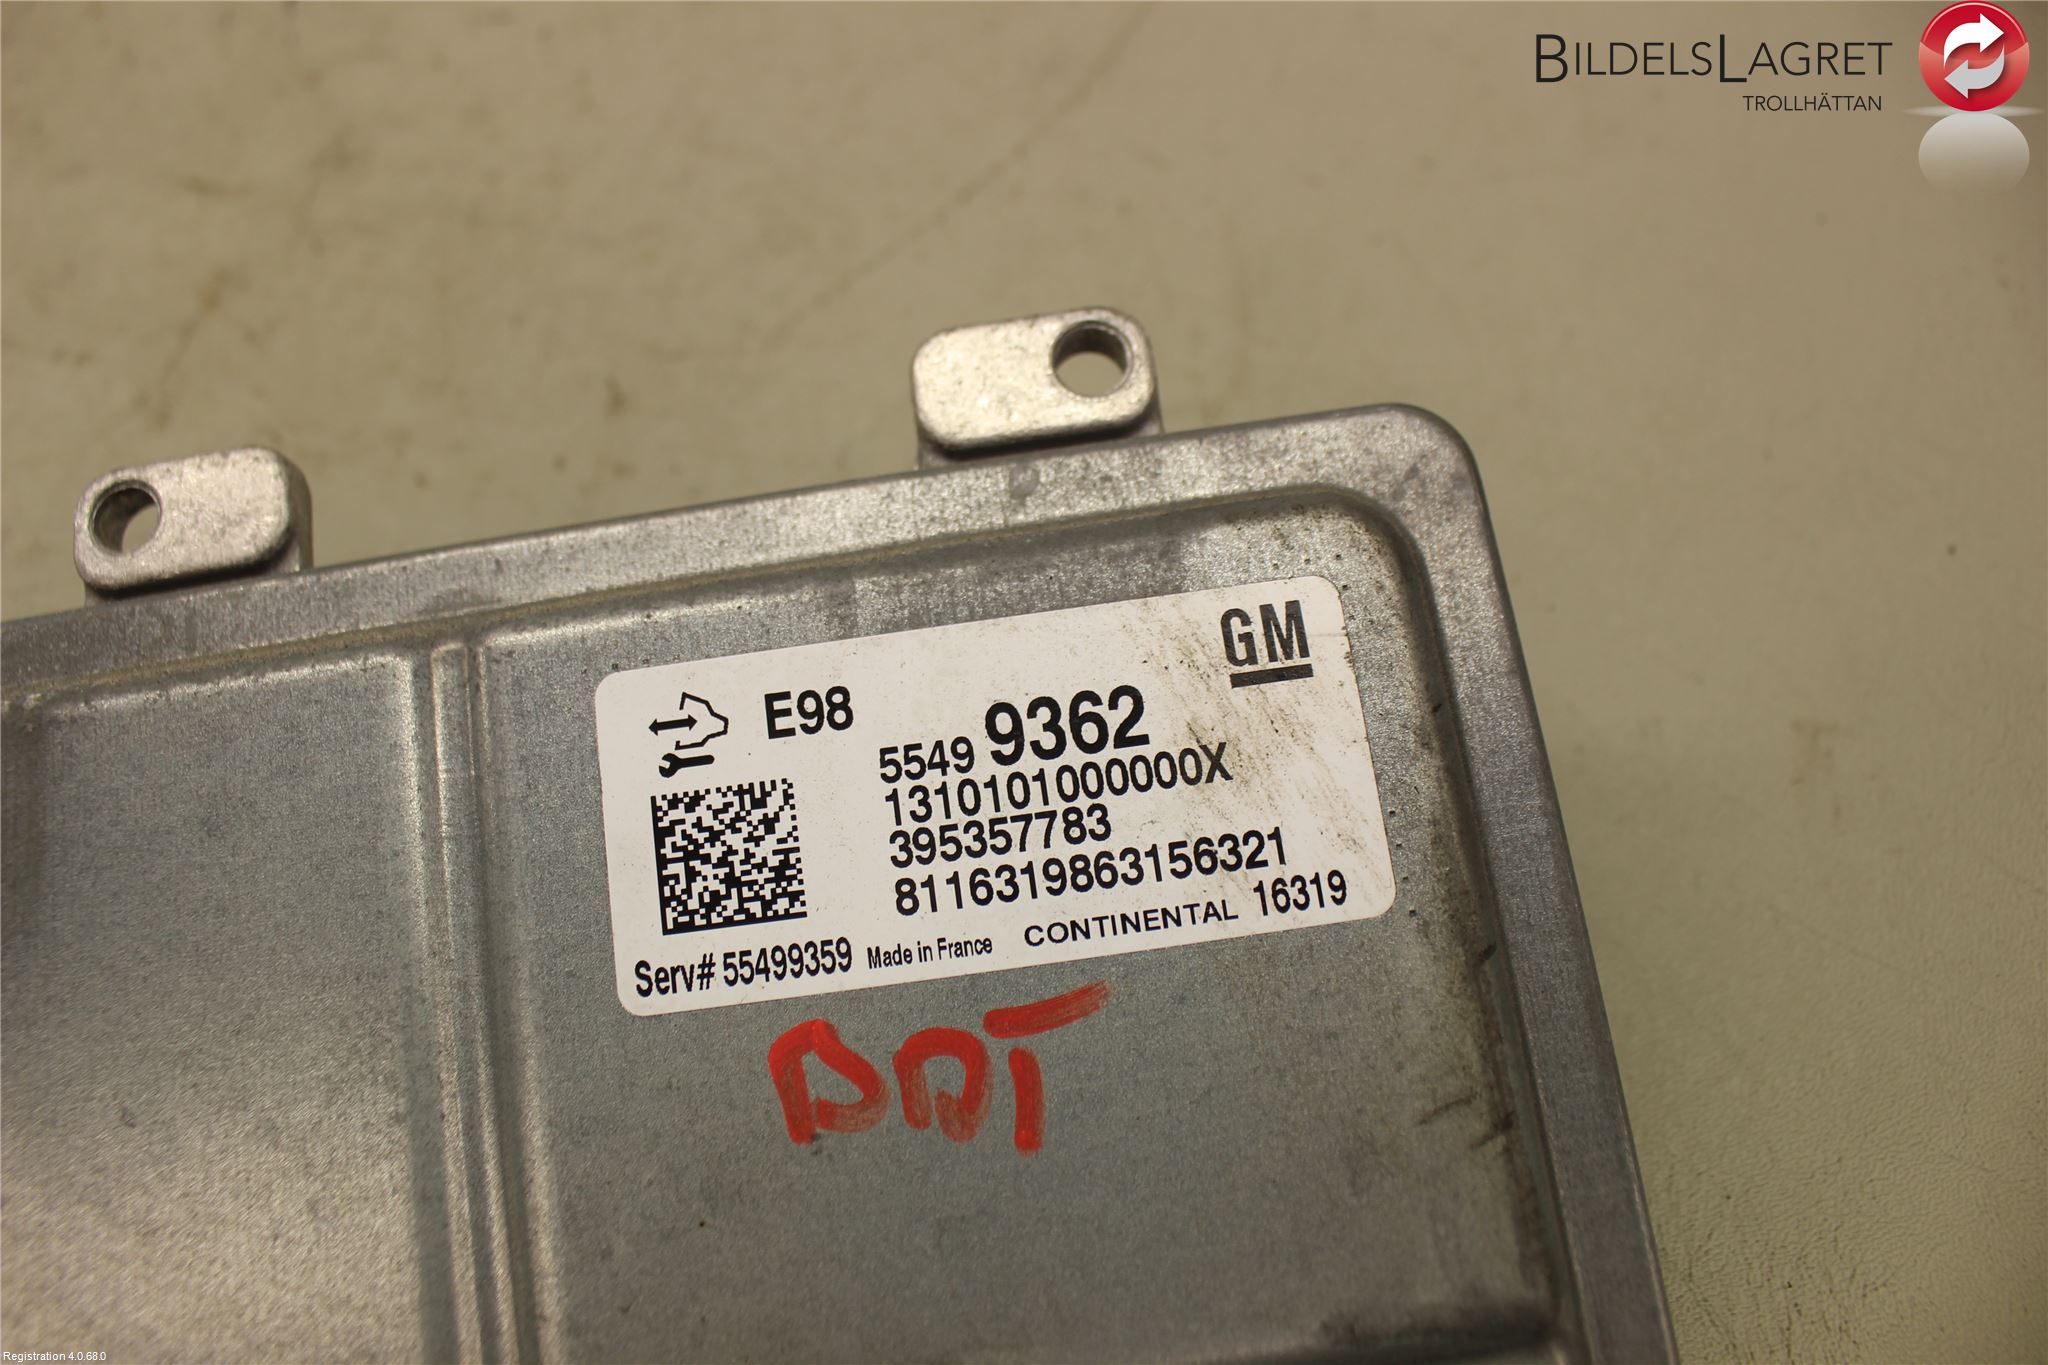 BILDELSLAGRET
TROLLHÄTTAN
GM
E98
5549 9362
1310101000000X
395357783
8116319863156321
CONTINENTAL 16319
Serv# 55499359 Made in France
Registration 4.0.68.0